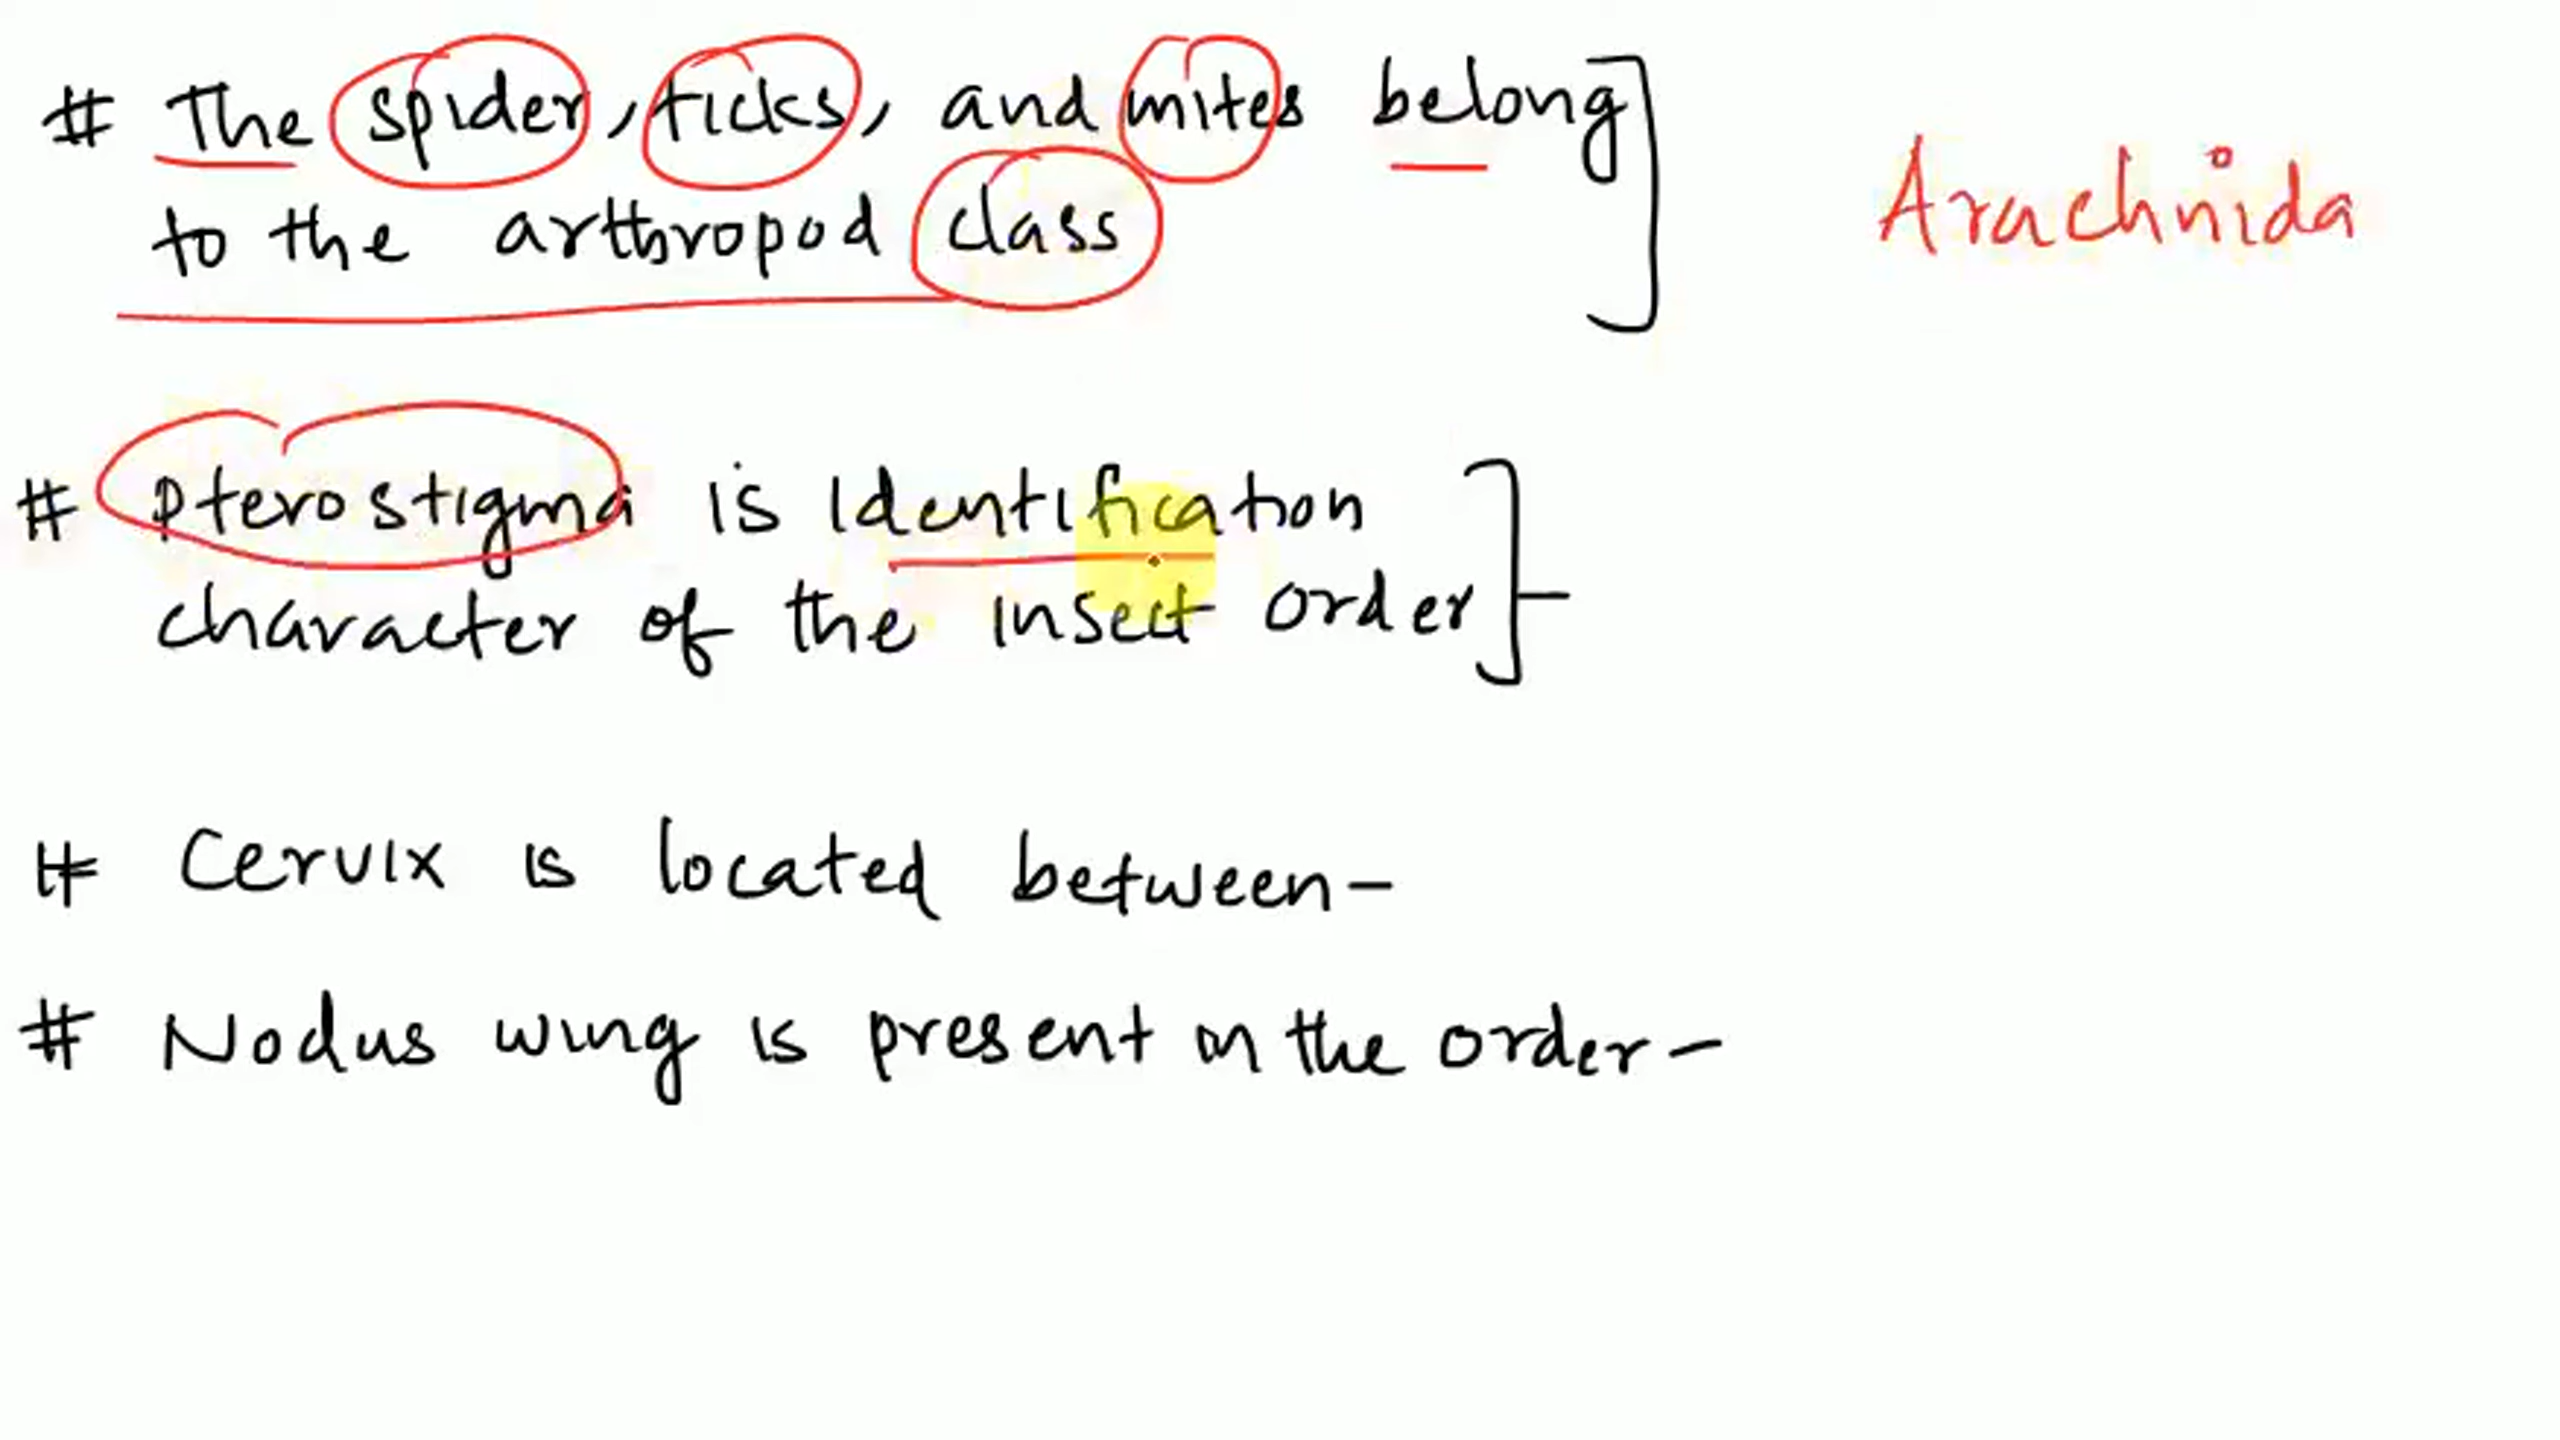 # The spider, ticks, and mites belong
to the arthropod class
Arachnida
# Pterostigma is Identification
character of the insect order
# Cervix is located between-
# Nodus wing is present in the order-